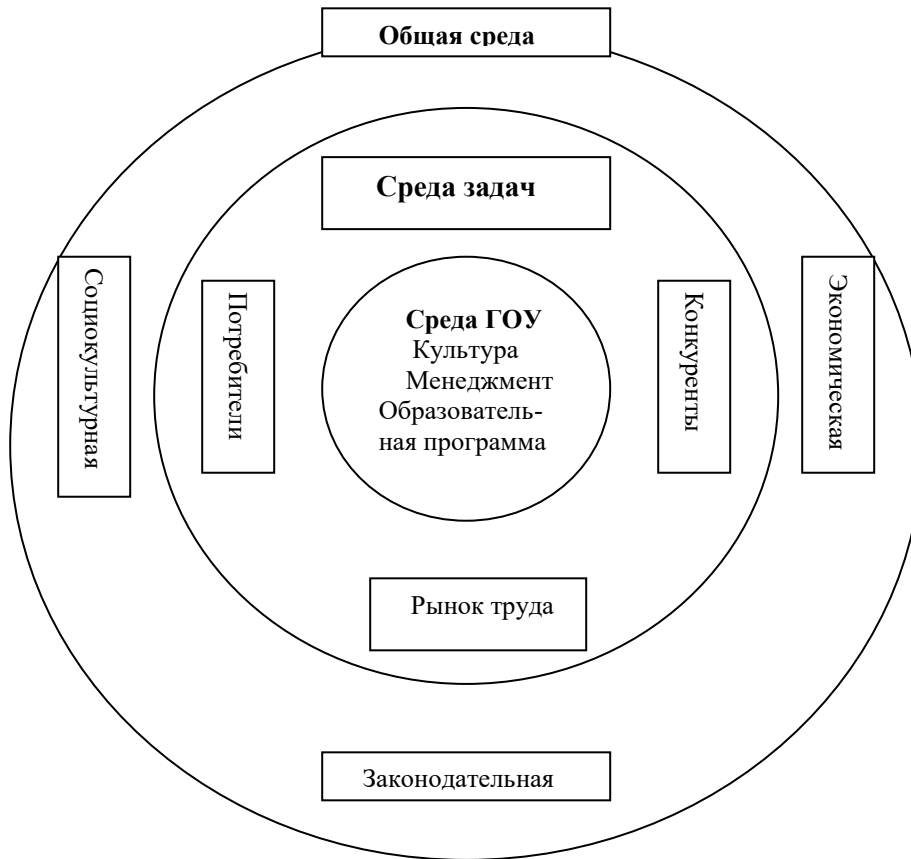 Общая среда
Среда задач
Социокультурная
Потребители
Среда ГОУ
Культура
Менеджмент
Образователь-
ная программа
Конкуренты
Экономическая
Рынок труда
Законодательная